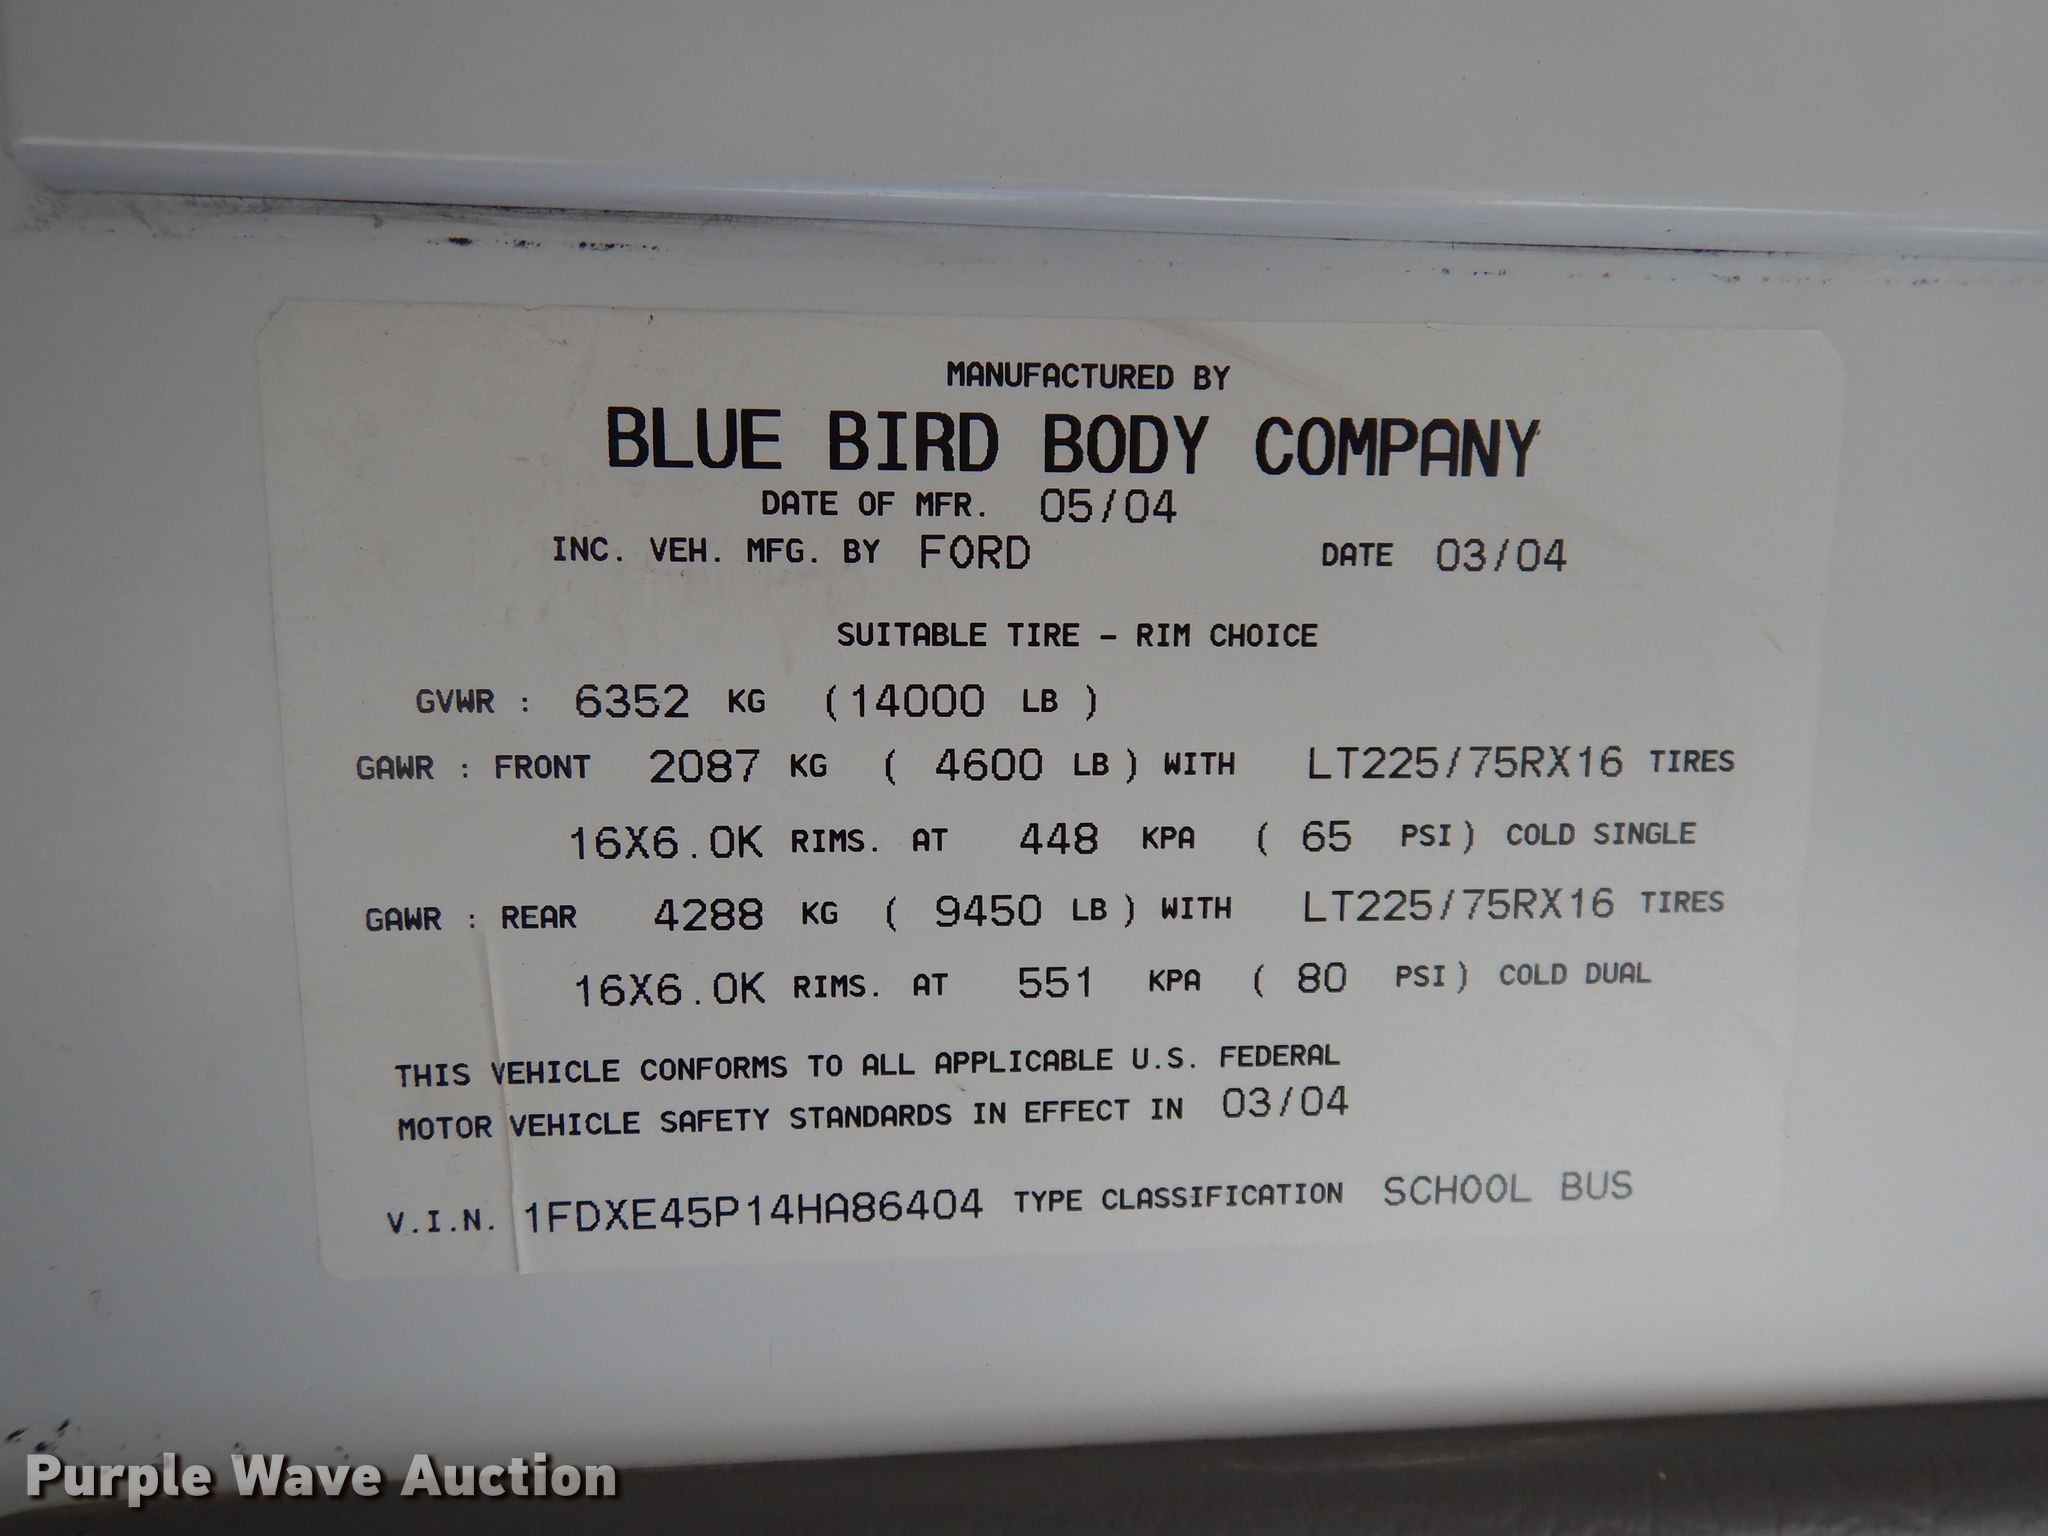 MANUFACTURED BY
BLUE BIRD BODY COMPANY
DATE OF MFR. 05/04
INC. VEH. MFG. BY FORD DATE 03/04
SUITABLE TIRE - RIM CHOICE
GVWR : 6352 KG (14000 LB )
GAWR : FRONT 2087 KG ( 4600 LB ) WITH LT225/75RX16 TIRES
16X6.0K RIMS. AT 448 KPA ( 65 PSI ) COLD SINGLE
GAWR : REAR 4288 KG ( 9450 LB ) WITH LT225/75RX16 TIRES
16X6.0K RIMS. AT 551 KPA ( 80 PSI ) COLD DUAL
THIS VEHICLE CONFORMS TO ALL APPLICABLE U.S. FEDERAL
MOTOR VEHICLE SAFETY STANDARDS IN EFFECT IN 03/04
V.I.N. 1FDXE45P14HA86404 TYPE CLASSIFICATION SCHOOL BUS
Purple Wave Auction